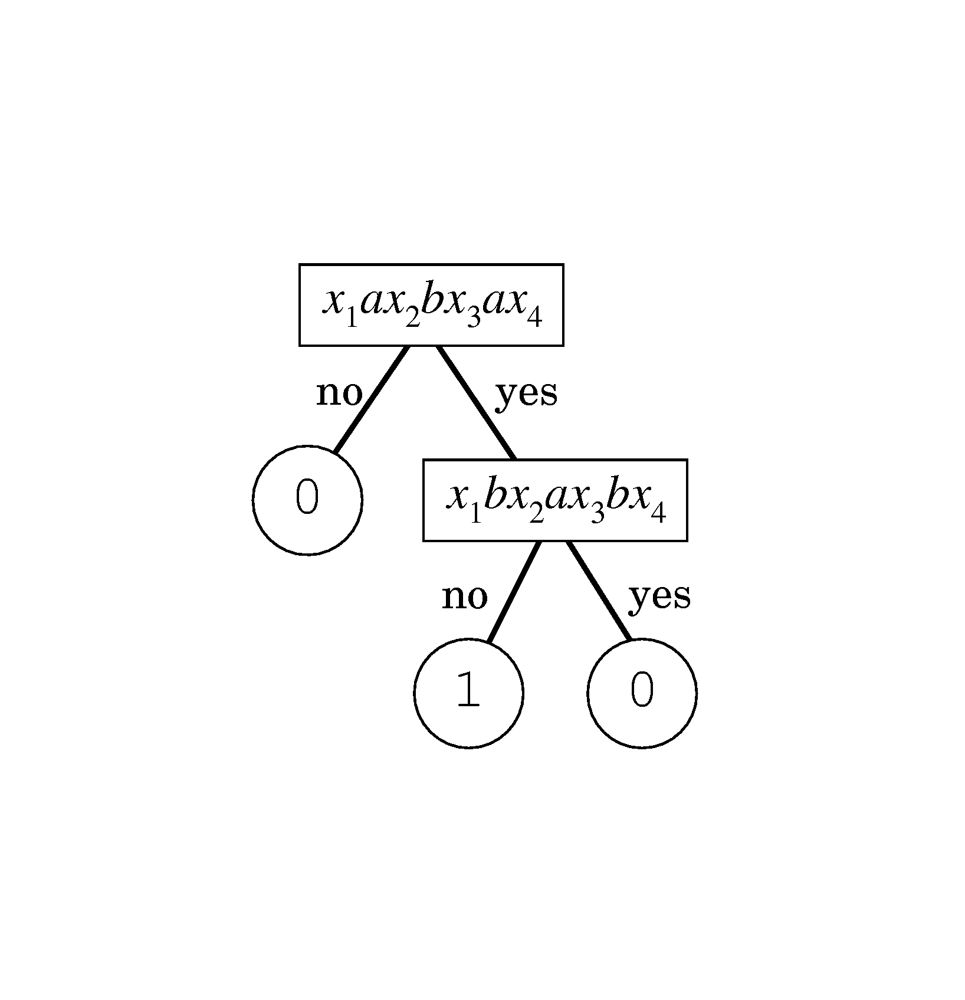 x₁ax₂bx₃ax₄
no yes
0 x₁bx₂ax₃bx₄
no yes
1 0